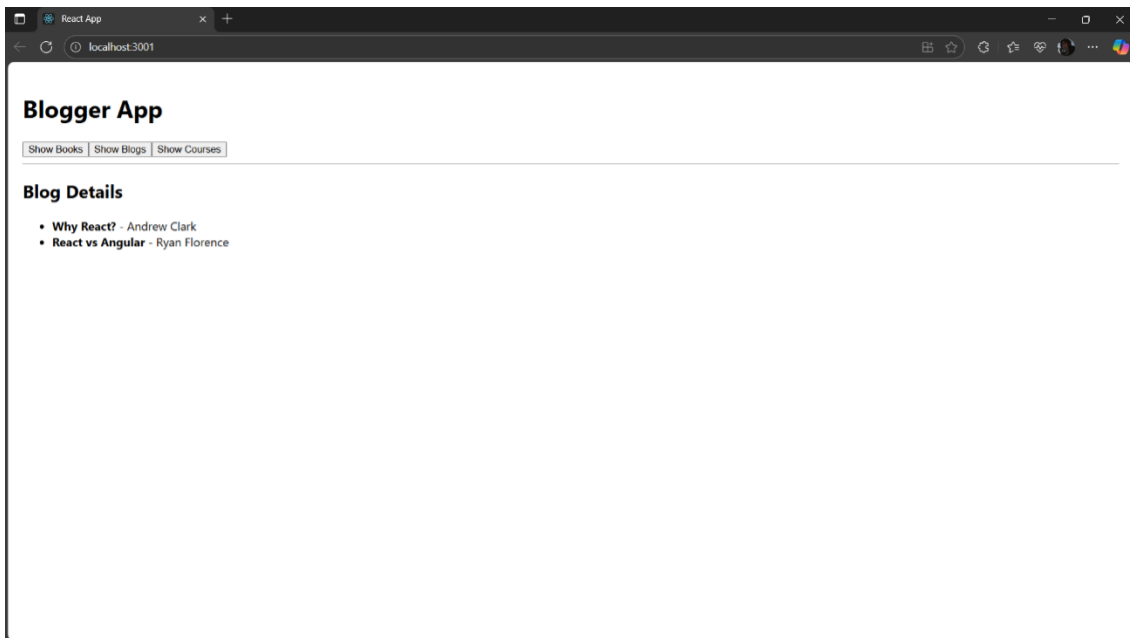 React App
localhost:3001
Blogger App
Show Books Show Blogs Show Courses
Blog Details
• Why React? - Andrew Clark
• React vs Angular - Ryan Florence